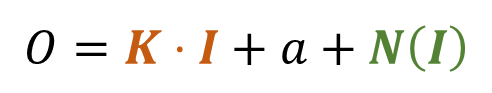 O = K · I + a + N(I)